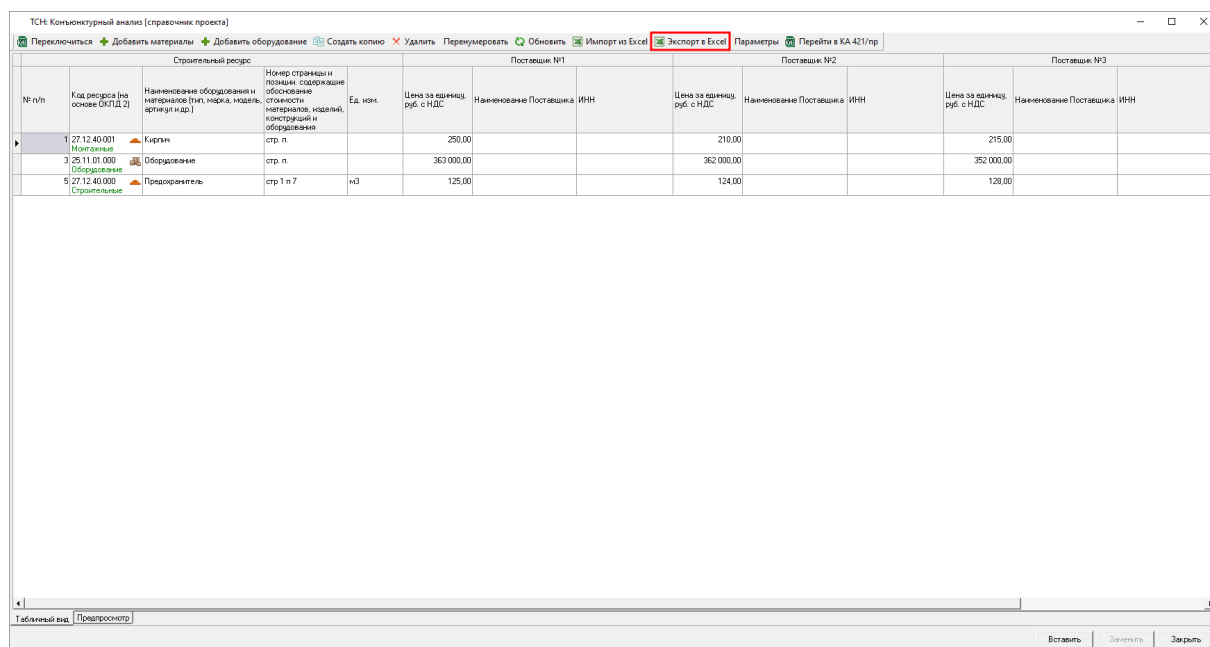 ТСН: Конъюнктурный анализ [справочник проекта]
Переключиться Добавить материалы Добавить оборудование Создать копию Удалить Перенумеровать Обновить Импорт из Excel Экспорт в Excel Параметры Перейти в КА 421/пр
Строительный ресурс Поставщик №1 Поставщик №2 Поставщик №3
№ п/п
Код ресурса (на
основе ОКПД 2)
Наименование оборудования и
материалов (тип, марка, модель,
артикул и др.)
Номер страницы и
позиции, содержащие
обоснование
стоимости
материалов, изделий,
конструкций и
оборудования
Ед. изм.
Цена за единицу,
руб. с НДС
Наименование Поставщика
ИНН
Цена за единицу,
руб. с НДС
Наименование Поставщика
ИНН
Цена за единицу,
руб. с НДС
Наименование Поставщика
ИНН
1 27.12.40-001 Кирпич стр. п. 250,00 210,00 215,00
Монтажные
3 25.11.01.000 Оборудование стр. п. 363 000,00 362 000,00 352 000,00
Оборудование
5 27.12.40.000 Предохранитель стр 1 п 7 м3 125,00 124,00 128,00
Строительные
Табличный вид Предпросмотр
Вставить Заменить Закрыть